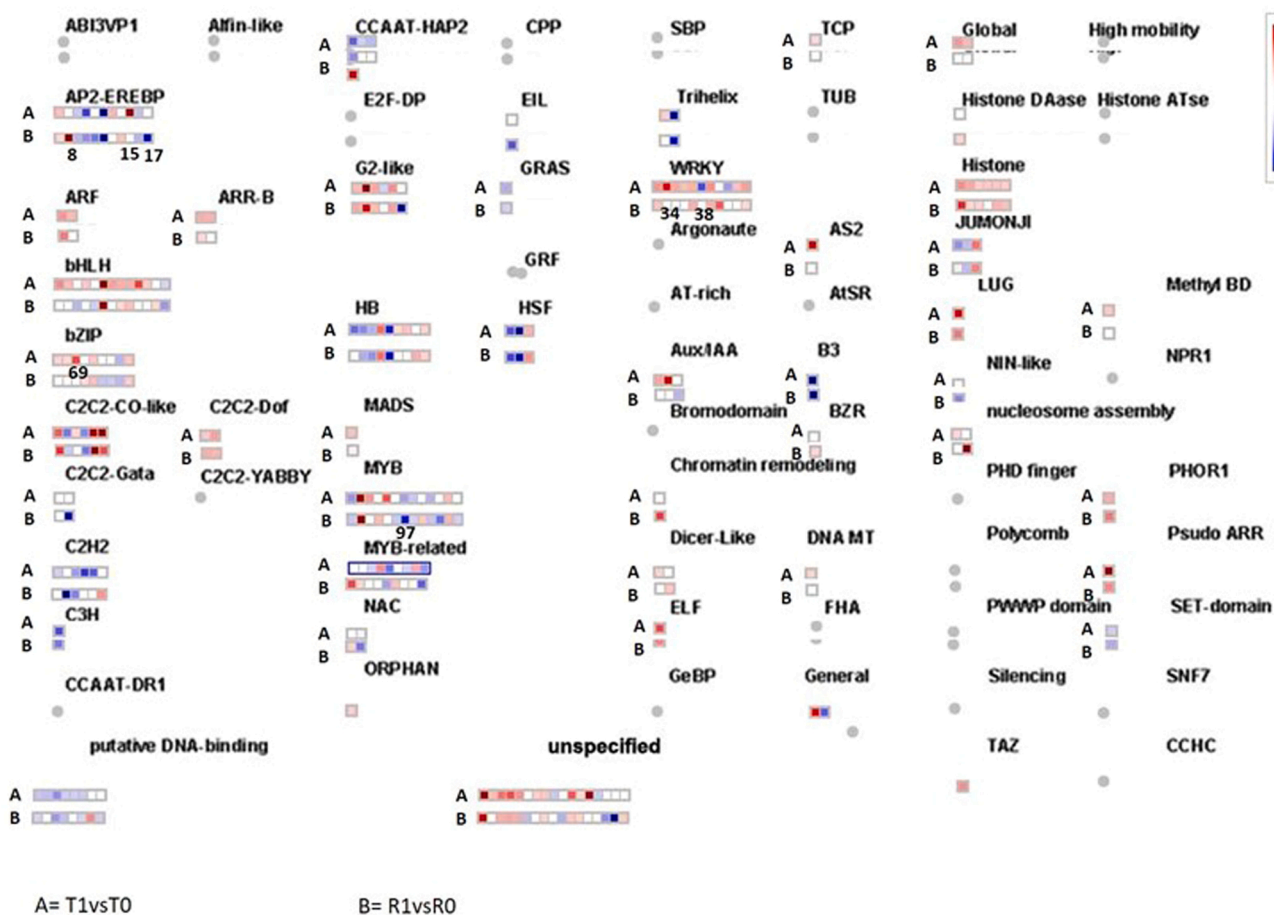 ABI3VP1 Alfin-like CCAAT-HAP2 CPP SBP TCP Global High mobility
A A A
B B B
AP2-EREBP E2F-DP EIL Trihelix TUB Histone DAase Histone ATse
A
B
8 15 17
G2-like GRAS WRKY Histone
A A A A
B B B B
34 38
ARF ARR-B Argonaute AS2 JUMONJI
A A A A
B B B B
bHLH GRF AT-rich AtSR LUG Methyl BD
A A A
B B B
HB HSF
A A
B B
bZIP Aux/IAA B3 NIN-like NPR1
A A A A
69
B B B B
C2C2-CO-like C2C2-Dof MADS Bromodomain BZR nucleosome assembly
A A A A A
B B B B B
C2C2-Gata C2C2-YABBY MYB Chromatin remodeling PHD finger PHOR1
A A A A
B B B B
97
C2H2 MYB-related Dicer-Like DNA MT Polycomb Psudo ARR
A A A A A
B B B B B
C3H NAC ELF FHA PWWP domain SET-domain
A A A A
B B B B
CCAAT-DR1 ORPHAN GeBP General Silencing SNF7
putative DNA-binding unspecified TAZ CCHC
A A
B B
A= T1vsT0 B= R1vsR0